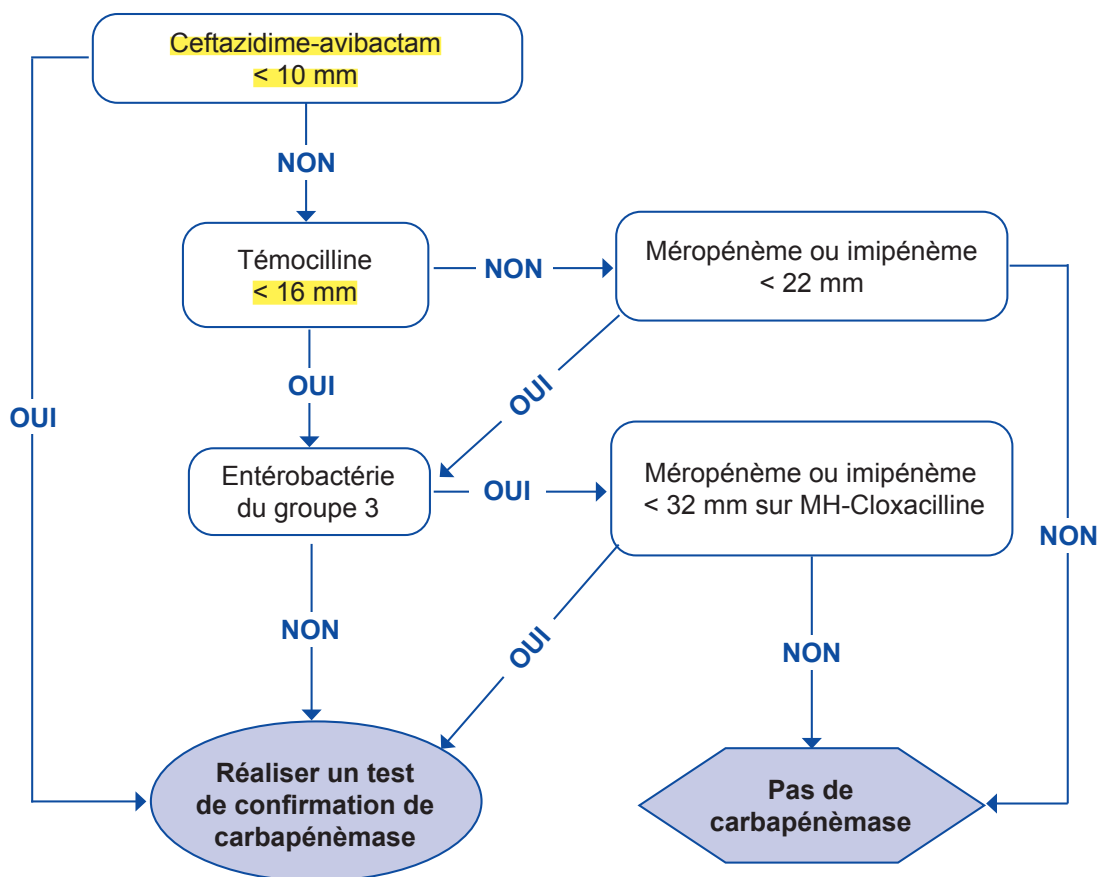 Ceftazidime-avibactam
< 10 mm
NON
Témocilline
< 16 mm
NON
Méropénème ou imipénème
< 22 mm
OUI
OUI
OUI
Entérobactérie
du groupe 3
OUI
Méropénème ou imipénème
< 32 mm sur MH-Cloxacilline
NON
NON
OUI
NON
Réaliser un test
de confirmation de
carbapénèmase
Pas de
carbapénèmase